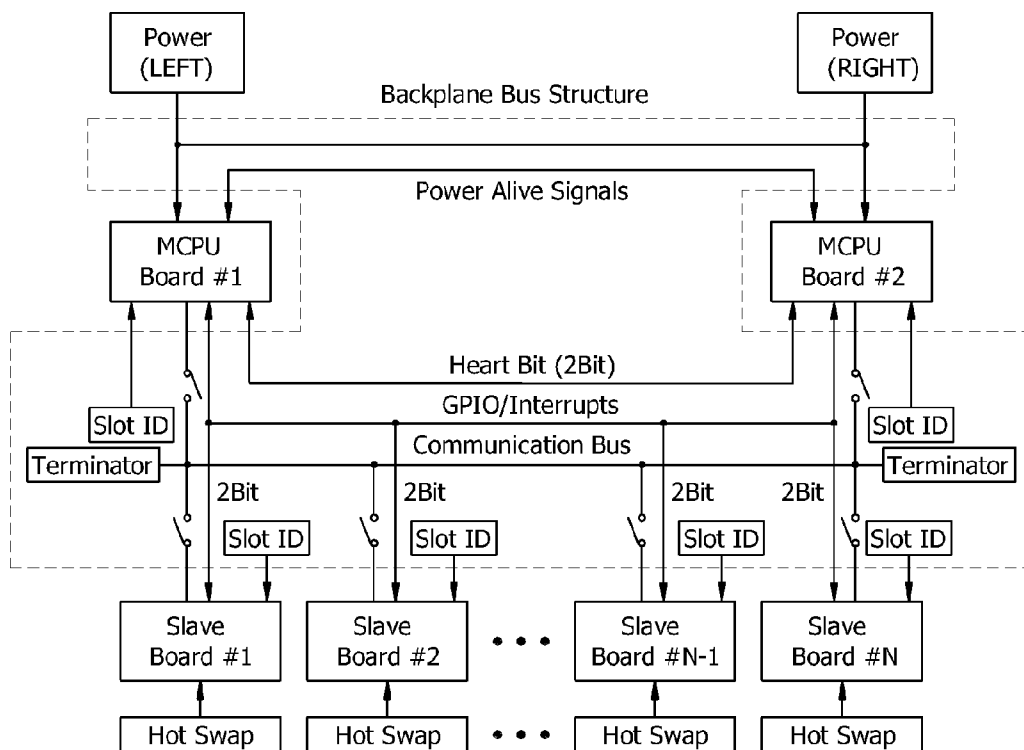 Power
(LEFT)
Power
(RIGHT)
Backplane Bus Structure
Power Alive Signals
MCPU
Board #1
MCPU
Board #2
Heart Bit (2Bit)
GPIO/Interrupts
Slot ID
Slot ID
Communication Bus
Terminator
Terminator
2Bit
2Bit
2Bit
2Bit
Slot ID
Slot ID
Slot ID
Slot ID
Slave
Board #1
Slave
Board #2
Slave
Board #N-1
Slave
Board #N
Hot Swap
Hot Swap
Hot Swap
Hot Swap